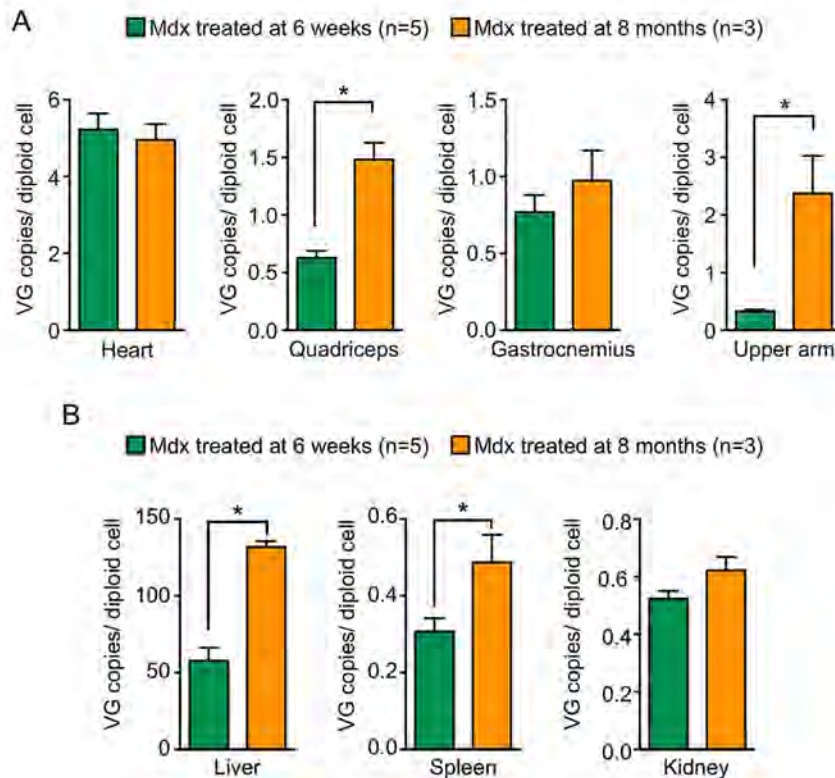 A
Mdx treated at 6 weeks (n=5) Mdx treated at 8 months (n=3)
VG copies/ diploid cell
6
4
2
0
Heart
VG copies/ diploid cell
2.0
1.5
1.0
0.5
0.0
*
Quadriceps
VG copies/ diploid cell
1.5
1.0
0.5
0.0
Gastrocnemius
VG copies/ diploid cell
4
3
2
1
0
*
Upper arm
B
Mdx treated at 6 weeks (n=5) Mdx treated at 8 months (n=3)
VG copies/ diploid cell
150
100
50
0
*
Liver
VG copies/ diploid cell
0.6
0.4
0.2
0.0
*
Spleen
VG copies/ diploid cell
0.8
0.6
0.4
0.2
0.0
Kidney